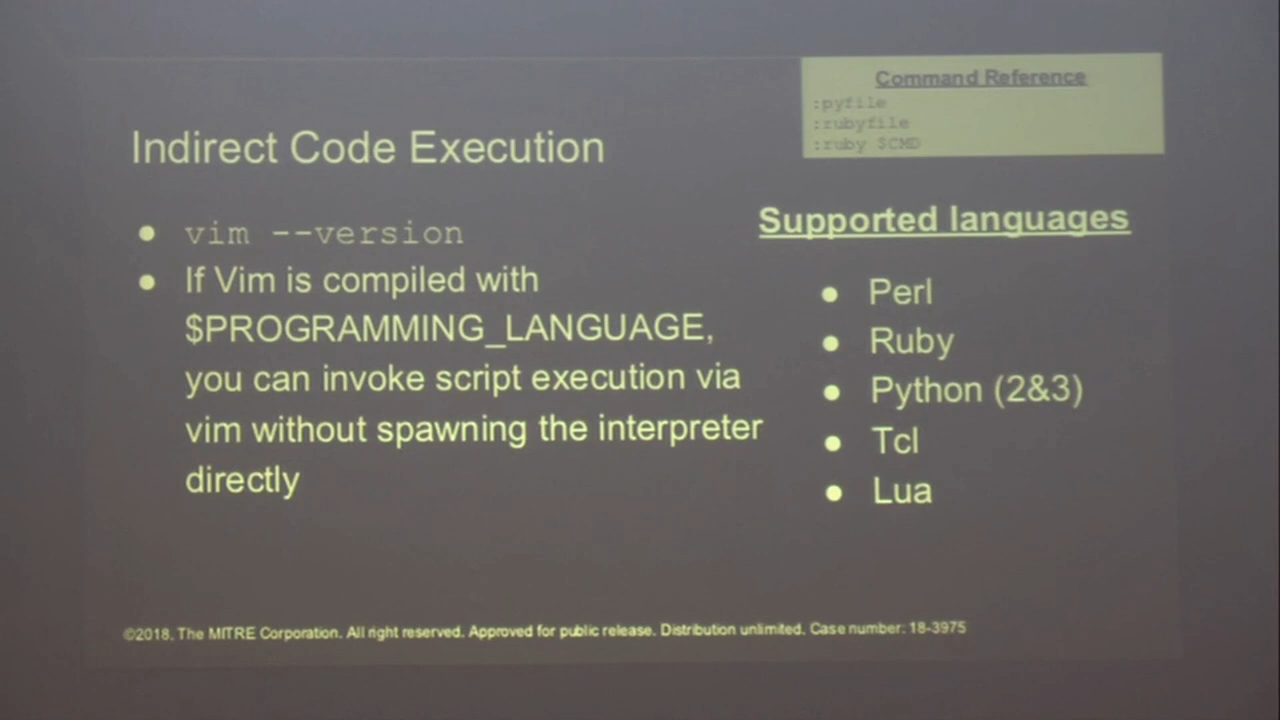 Command Reference
:pyfile
:rubyfile
:ruby $CMD
Indirect Code Execution
● vim --version
● If Vim is compiled with
$PROGRAMMING_LANGUAGE,
you can invoke script execution via
vim without spawning the interpreter
directly
Supported languages
● Perl
● Ruby
● Python (2&3)
● Tcl
● Lua
©2018. The MITRE Corporation. All right reserved. Approved for public release. Distribution unlimited. Case number: 18-3975